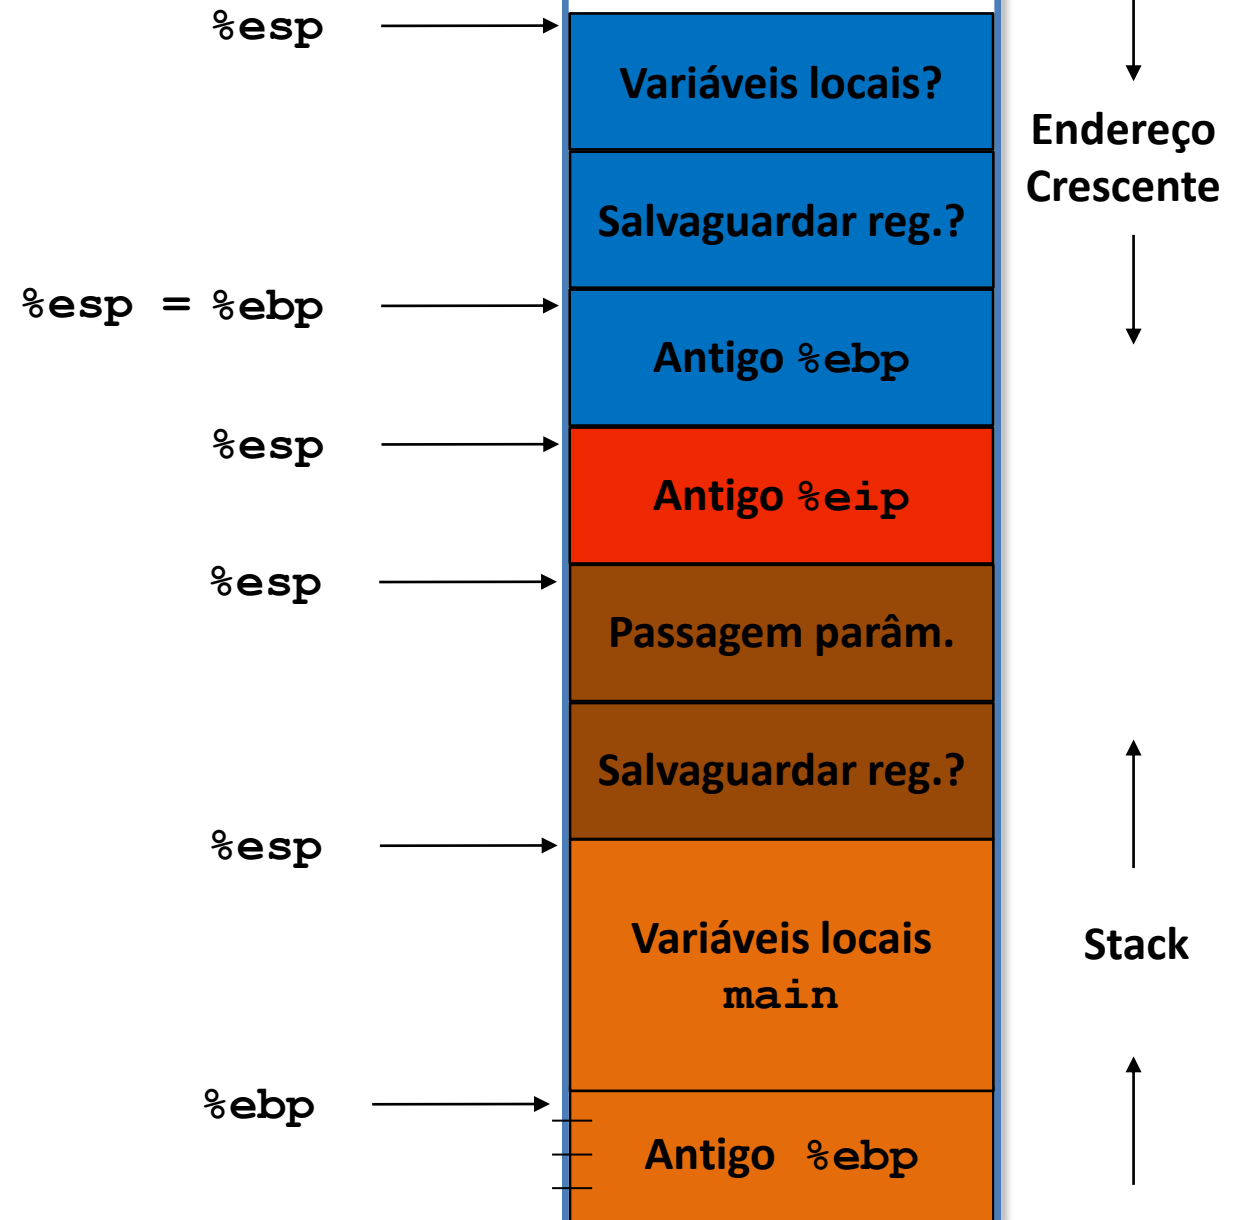 %esp
Variáveis locais?
Endereço
Crescente
Salvaguardar reg.?
%esp = %ebp
Antigo %ebp
%esp
Antigo %eip
%esp
Passagem parâm.
Salvaguardar reg.?
%esp
Variáveis locais
main
Stack
%ebp
Antigo %ebp